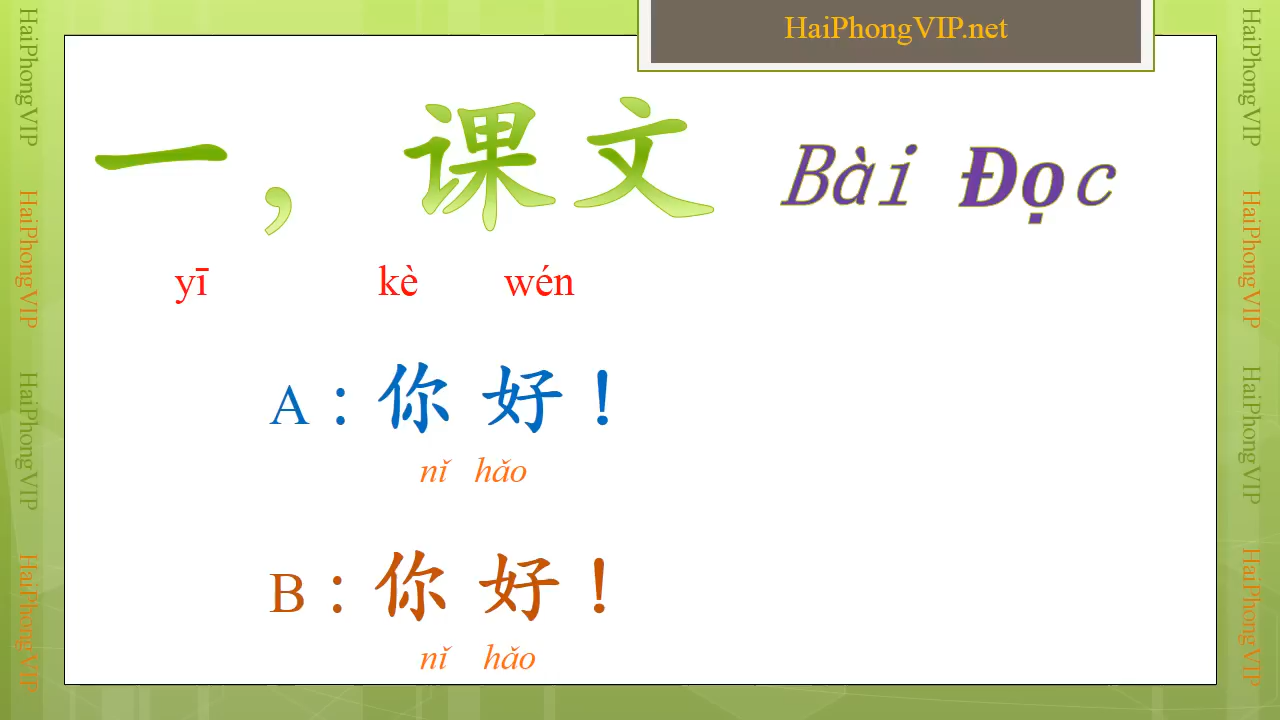 HaiPhongVIP.net
一， 课文 Bài Đọc
yī kè wén
A：你 好！
nǐ hǎo
B：你 好！
nǐ hǎo
HaiPhongVIP HaiPhongVIP HaiPhongVIP HaiPhongVIP
HaiPhongVIP HaiPhongVIP HaiPhongVIP HaiPhongVIP